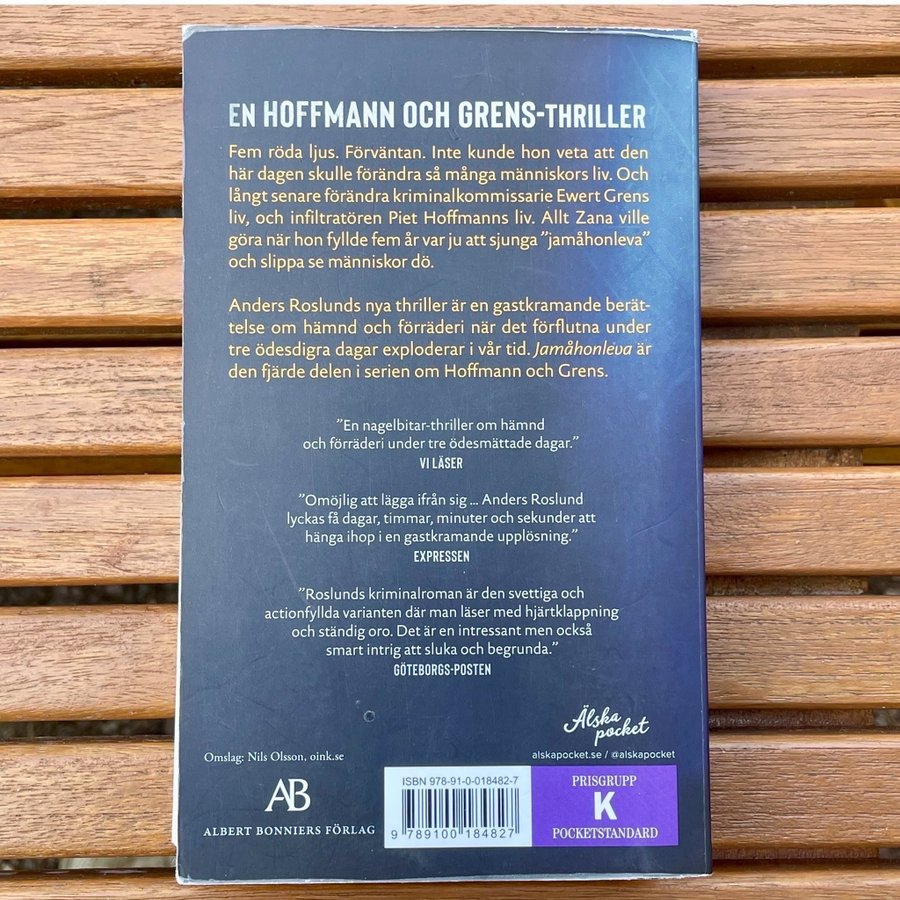 EN HOFFMANN OCH GRENS-THRILLER
Fem röda ljus. Förväntan. Inte kunde hon veta att den
här dagen skulle förändra så många människors liv. Och
långt senare förändra kriminalkommissarie Ewert Grens
liv, och infiltratören Piet Hoffmanns liv. Allt Zana ville
göra när hon fyllde fem år var ju att sjunga ”jamåhonleva”
och slippa se människor dö.
Anders Roslunds nya thriller är en gastkramande berät-
telse om hämnd och förräderi när det förflutna under
tre ödesdigra dagar exploderar i vår tid. Jamåhonleva är
den fjärde delen i serien om Hoffmann och Grens.
”En nagelbitar-thriller om hämnd
och förräderi under tre ödesmättade dagar.”
VI LÄSER
”Omöjlig att lägga ifrån sig ... Anders Roslund
lyckas få dagar, timmar, minuter och sekunder att
hänga ihop i en gastkramande upplösning.”
EXPRESSEN
”Roslunds kriminalroman är den svettiga och
actionfyllda varianten där man läser med hjärtklappning
och ständig oro. Det är en intressant men också
smart intrig att sluka och begrunda.”
GÖTEBORGS-POSTEN
Älska
pocket
alskapocket.se / @alskapocket
Omslag: Nils Olsson, oink.se
AB
ALBERT BONNIERS FÖRLAG
ISBN 978-91-0-018482-7
9 789100 184827
PRISGRUPP
K
POCKETSTANDARD